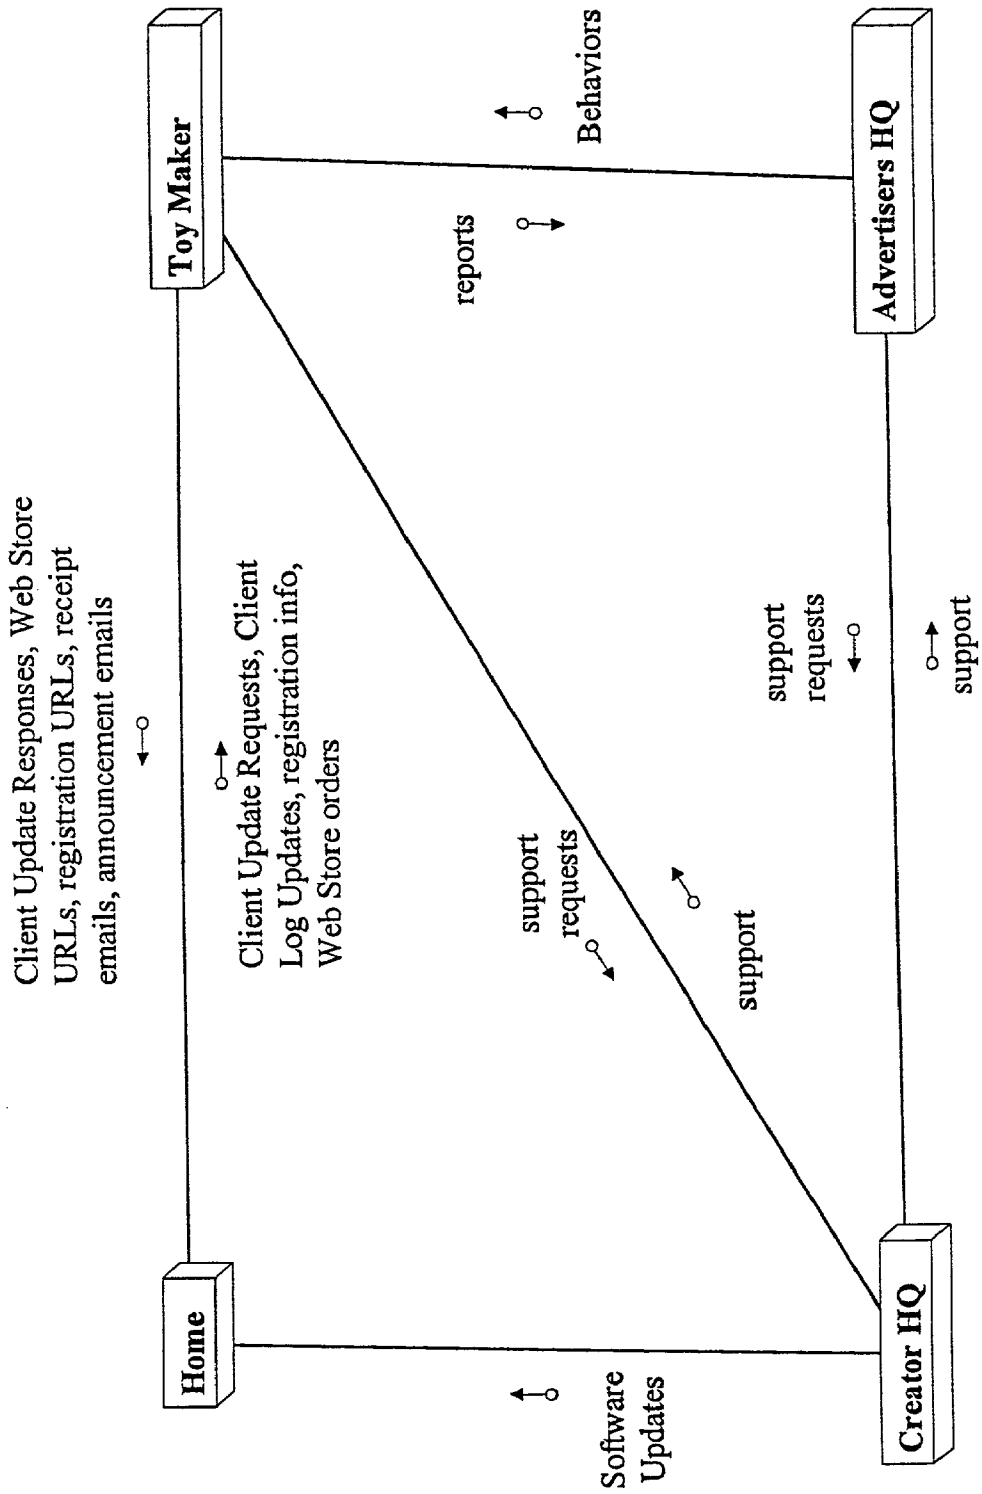 Client Update Responses, Web Store
URLs, registration URLs, receipt
emails, announcement emails
Home
Toy Maker
Client Update Requests, Client
Log Updates, registration info,
Web Store orders
support
requests
reports
Software
Updates
support
Behaviors
support
requests
Creator HQ
Advertisers HQ
support